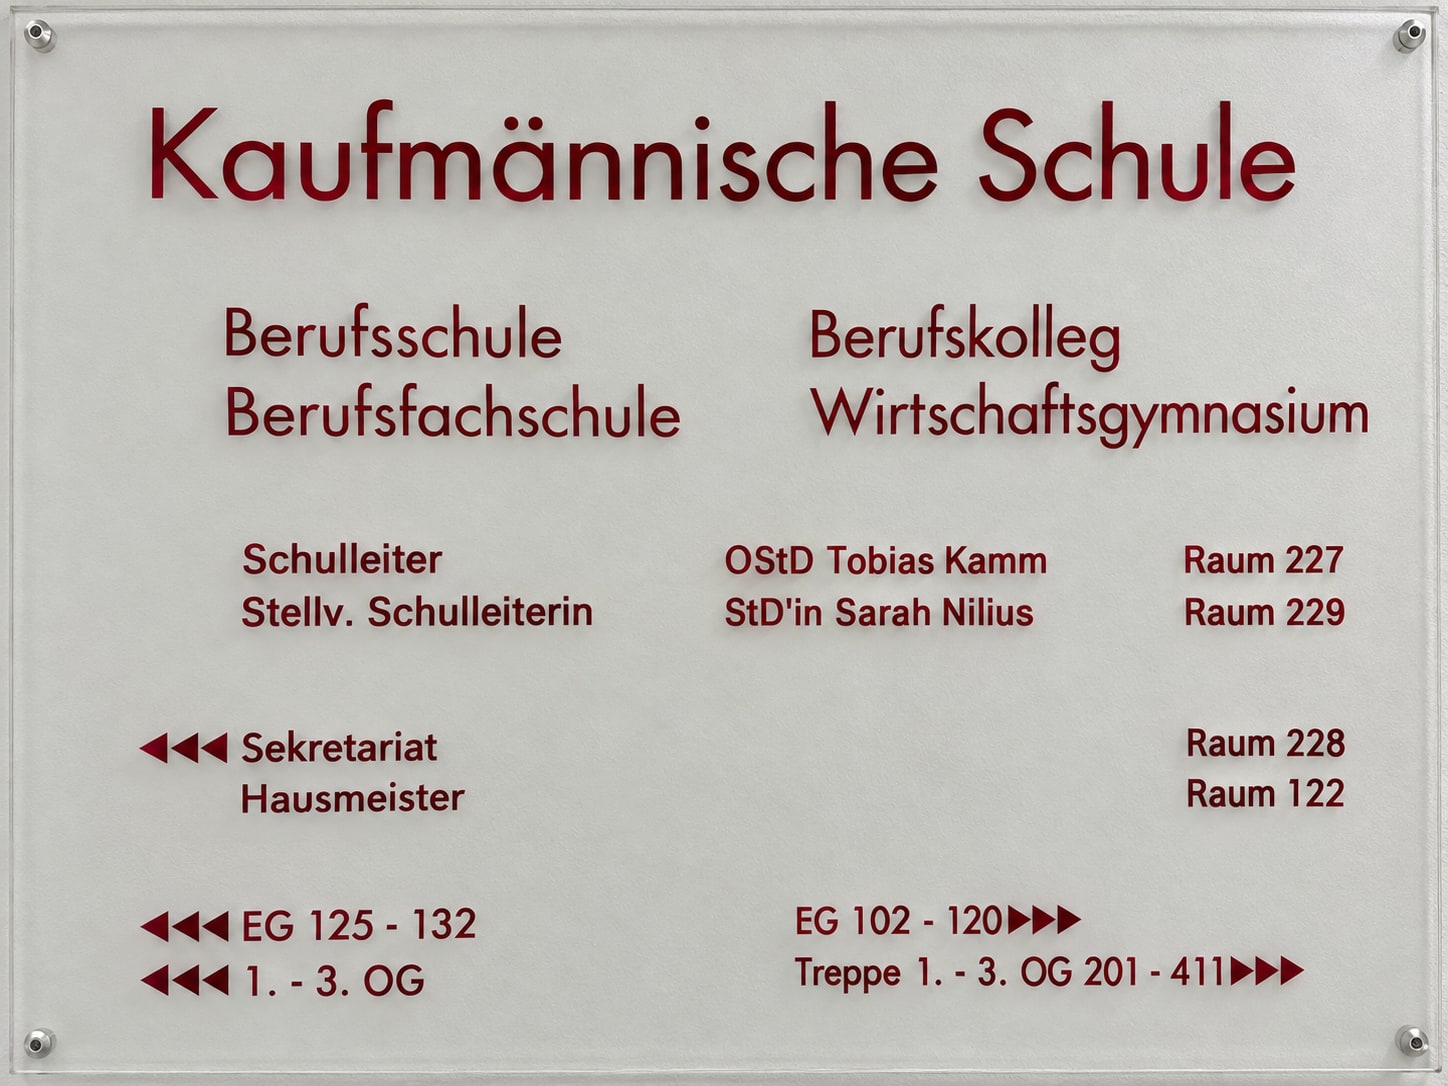 Kaufmännische Schule
Berufsschule
Berufsfachschule
Berufskolleg
Wirtschaftsgymnasium
Schulleiter OStD Tobias Kamm Raum 227
Stellv. Schulleiterin StD'in Sarah Nilius Raum 229
Sekretariat Raum 228
Hausmeister Raum 122
EG 125 - 132
1. - 3. OG
EG 102 - 120
Treppe 1. - 3. OG 201 - 411